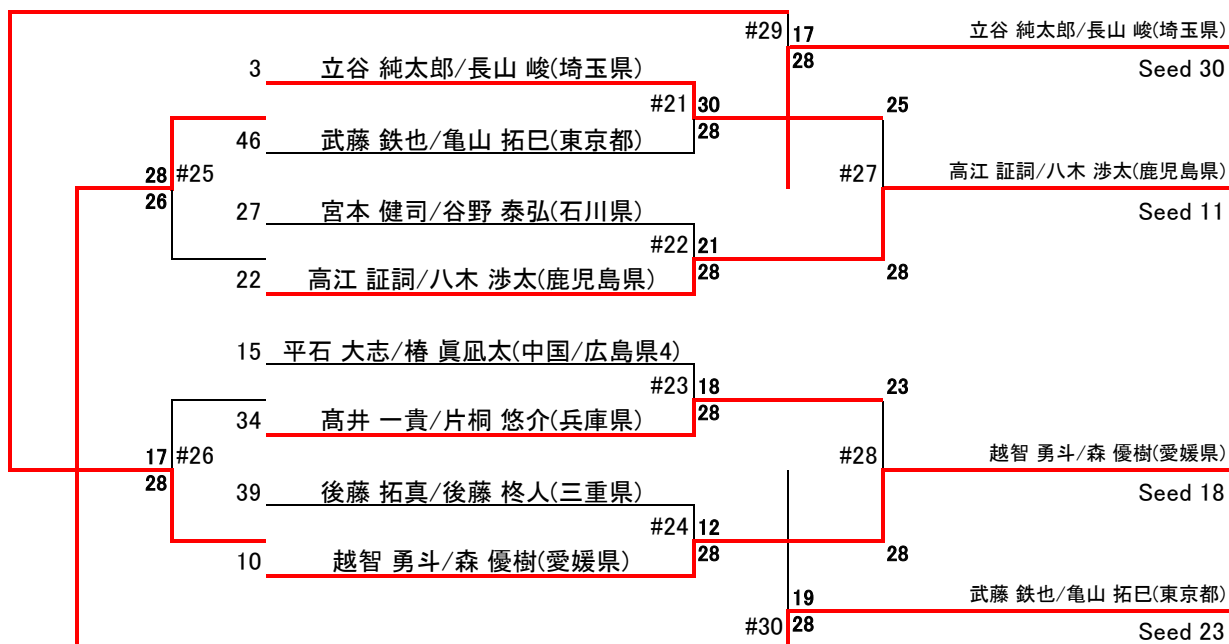 #29 17 立谷 純太郎/長山 峻(埼玉県)
28 Seed 30
3 立谷 純太郎/長山 峻(埼玉県)
#21 30 25
46 武藤 鉄也/亀山 拓巳(東京都) 28
28 #25 #27 高江 証詞/八木 渉太(鹿児島県)
26 27 宮本 健司/谷野 泰弘(石川県) Seed 11
#22 21
22 高江 証詞/八木 渉太(鹿児島県) 28 28
15 平石 大志/椿 眞凪太(中国/広島県4)
#23 18 23
34 髙井 一貴/片桐 悠介(兵庫県) 28
17 #26 #28 越智 勇斗/森 優樹(愛媛県)
28 39 後藤 拓真/後藤 柊人(三重県) Seed 18
#24 12
10 越智 勇斗/森 優樹(愛媛県) 28 28
19 武藤 鉄也/亀山 拓巳(東京都)
#30 28 Seed 23